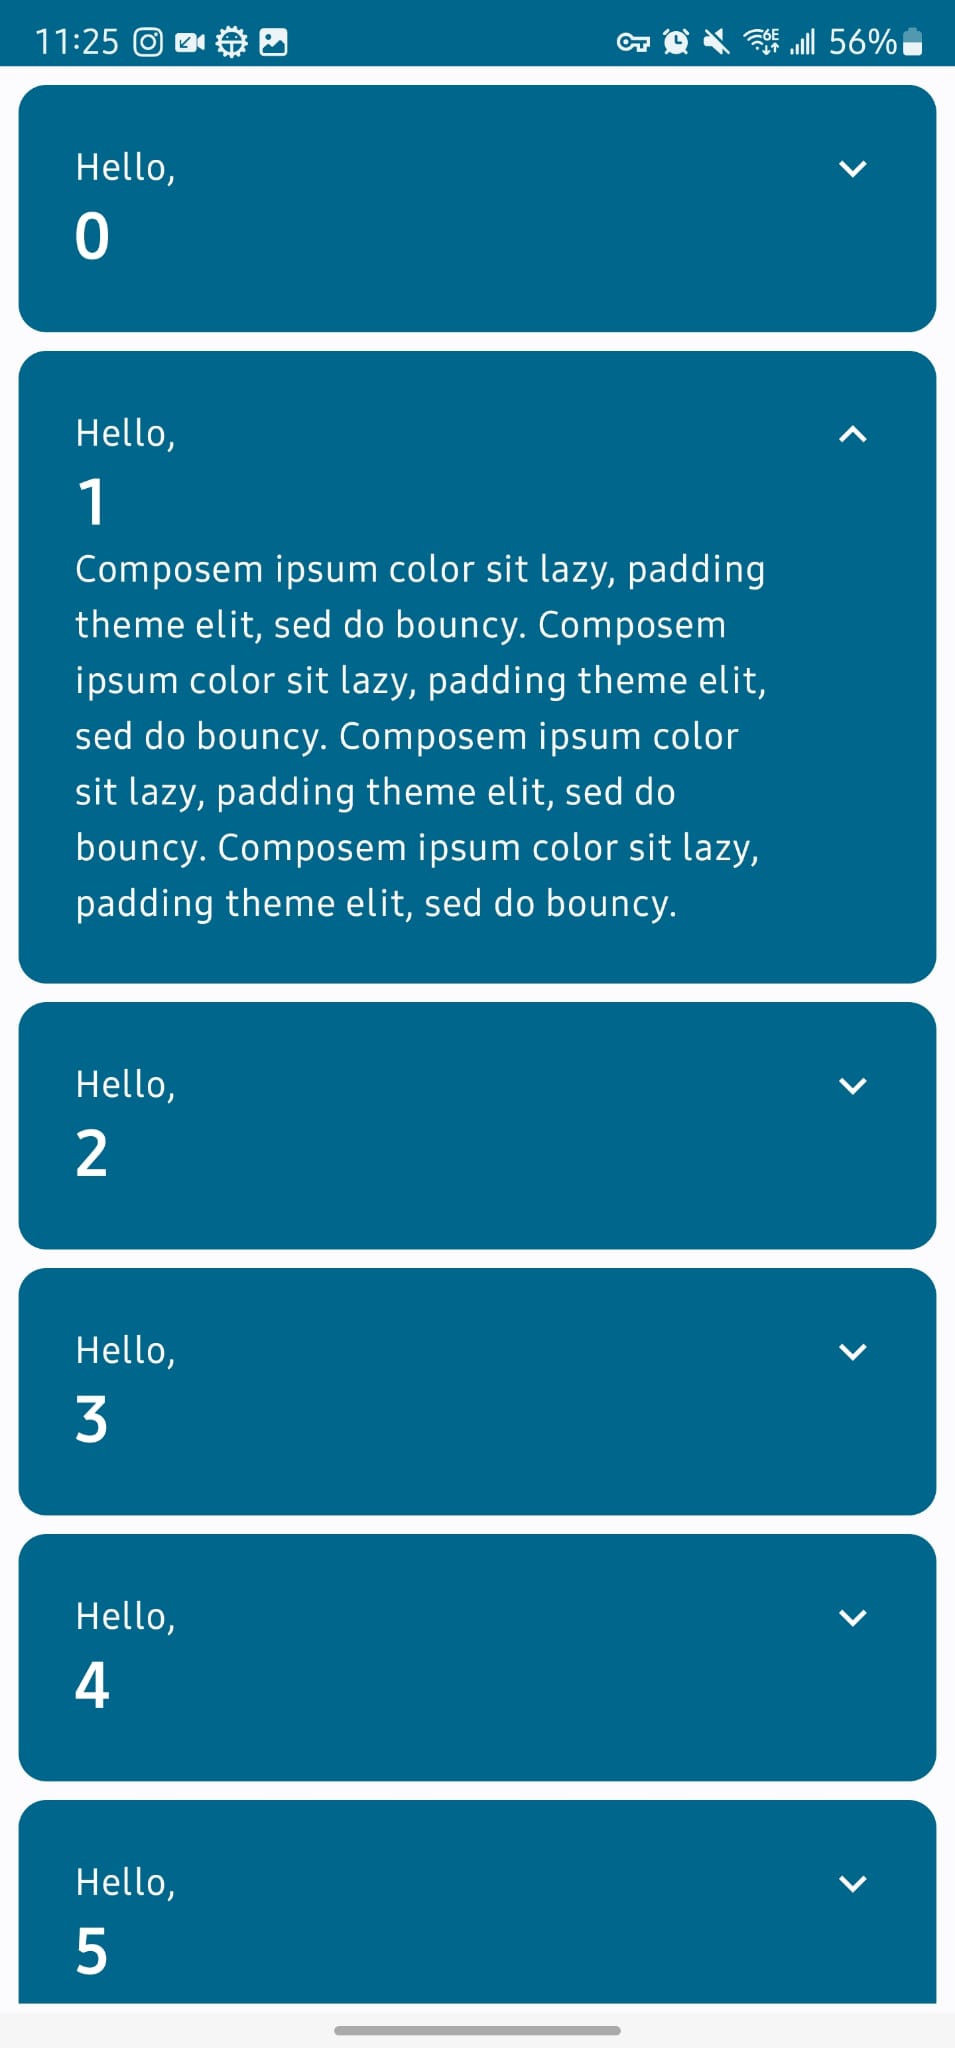 11:25 6E 56%
Hello,
0
Hello,
1
Composem ipsum color sit lazy, padding
theme elit, sed do bouncy. Composem
ipsum color sit lazy, padding theme elit,
sed do bouncy. Composem ipsum color
sit lazy, padding theme elit, sed do
bouncy. Composem ipsum color sit lazy,
padding theme elit, sed do bouncy.
Hello,
2
Hello,
3
Hello,
4
Hello,
5